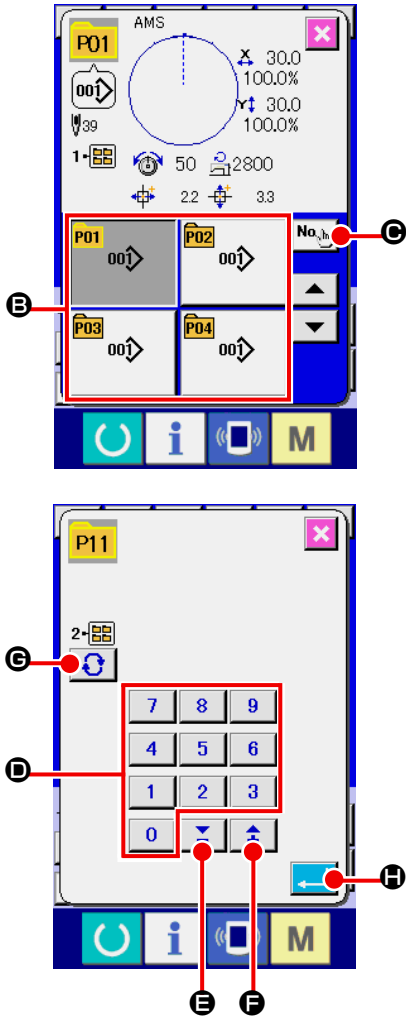 AMS
P01
X 30.0
100.0%
001
Y 30.0
100.0%
39
1
50 2800
2.2 3.3
P01 P02 No.
001 001
C
B
P03 P04
001 001
i M
P11
2
G
7 8 9
4 5 6
D
1 2 3
0
H
i M
E F